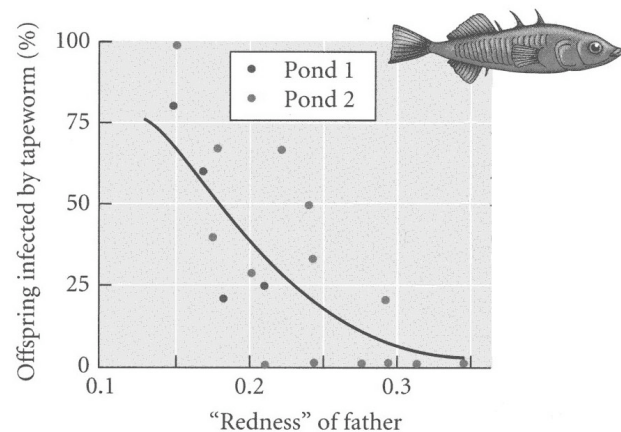 Offspring infected by tapeworm (%)
100
75
50
25
0
Pond 1
Pond 2
0.1
0.2
0.3
“Redness” of father